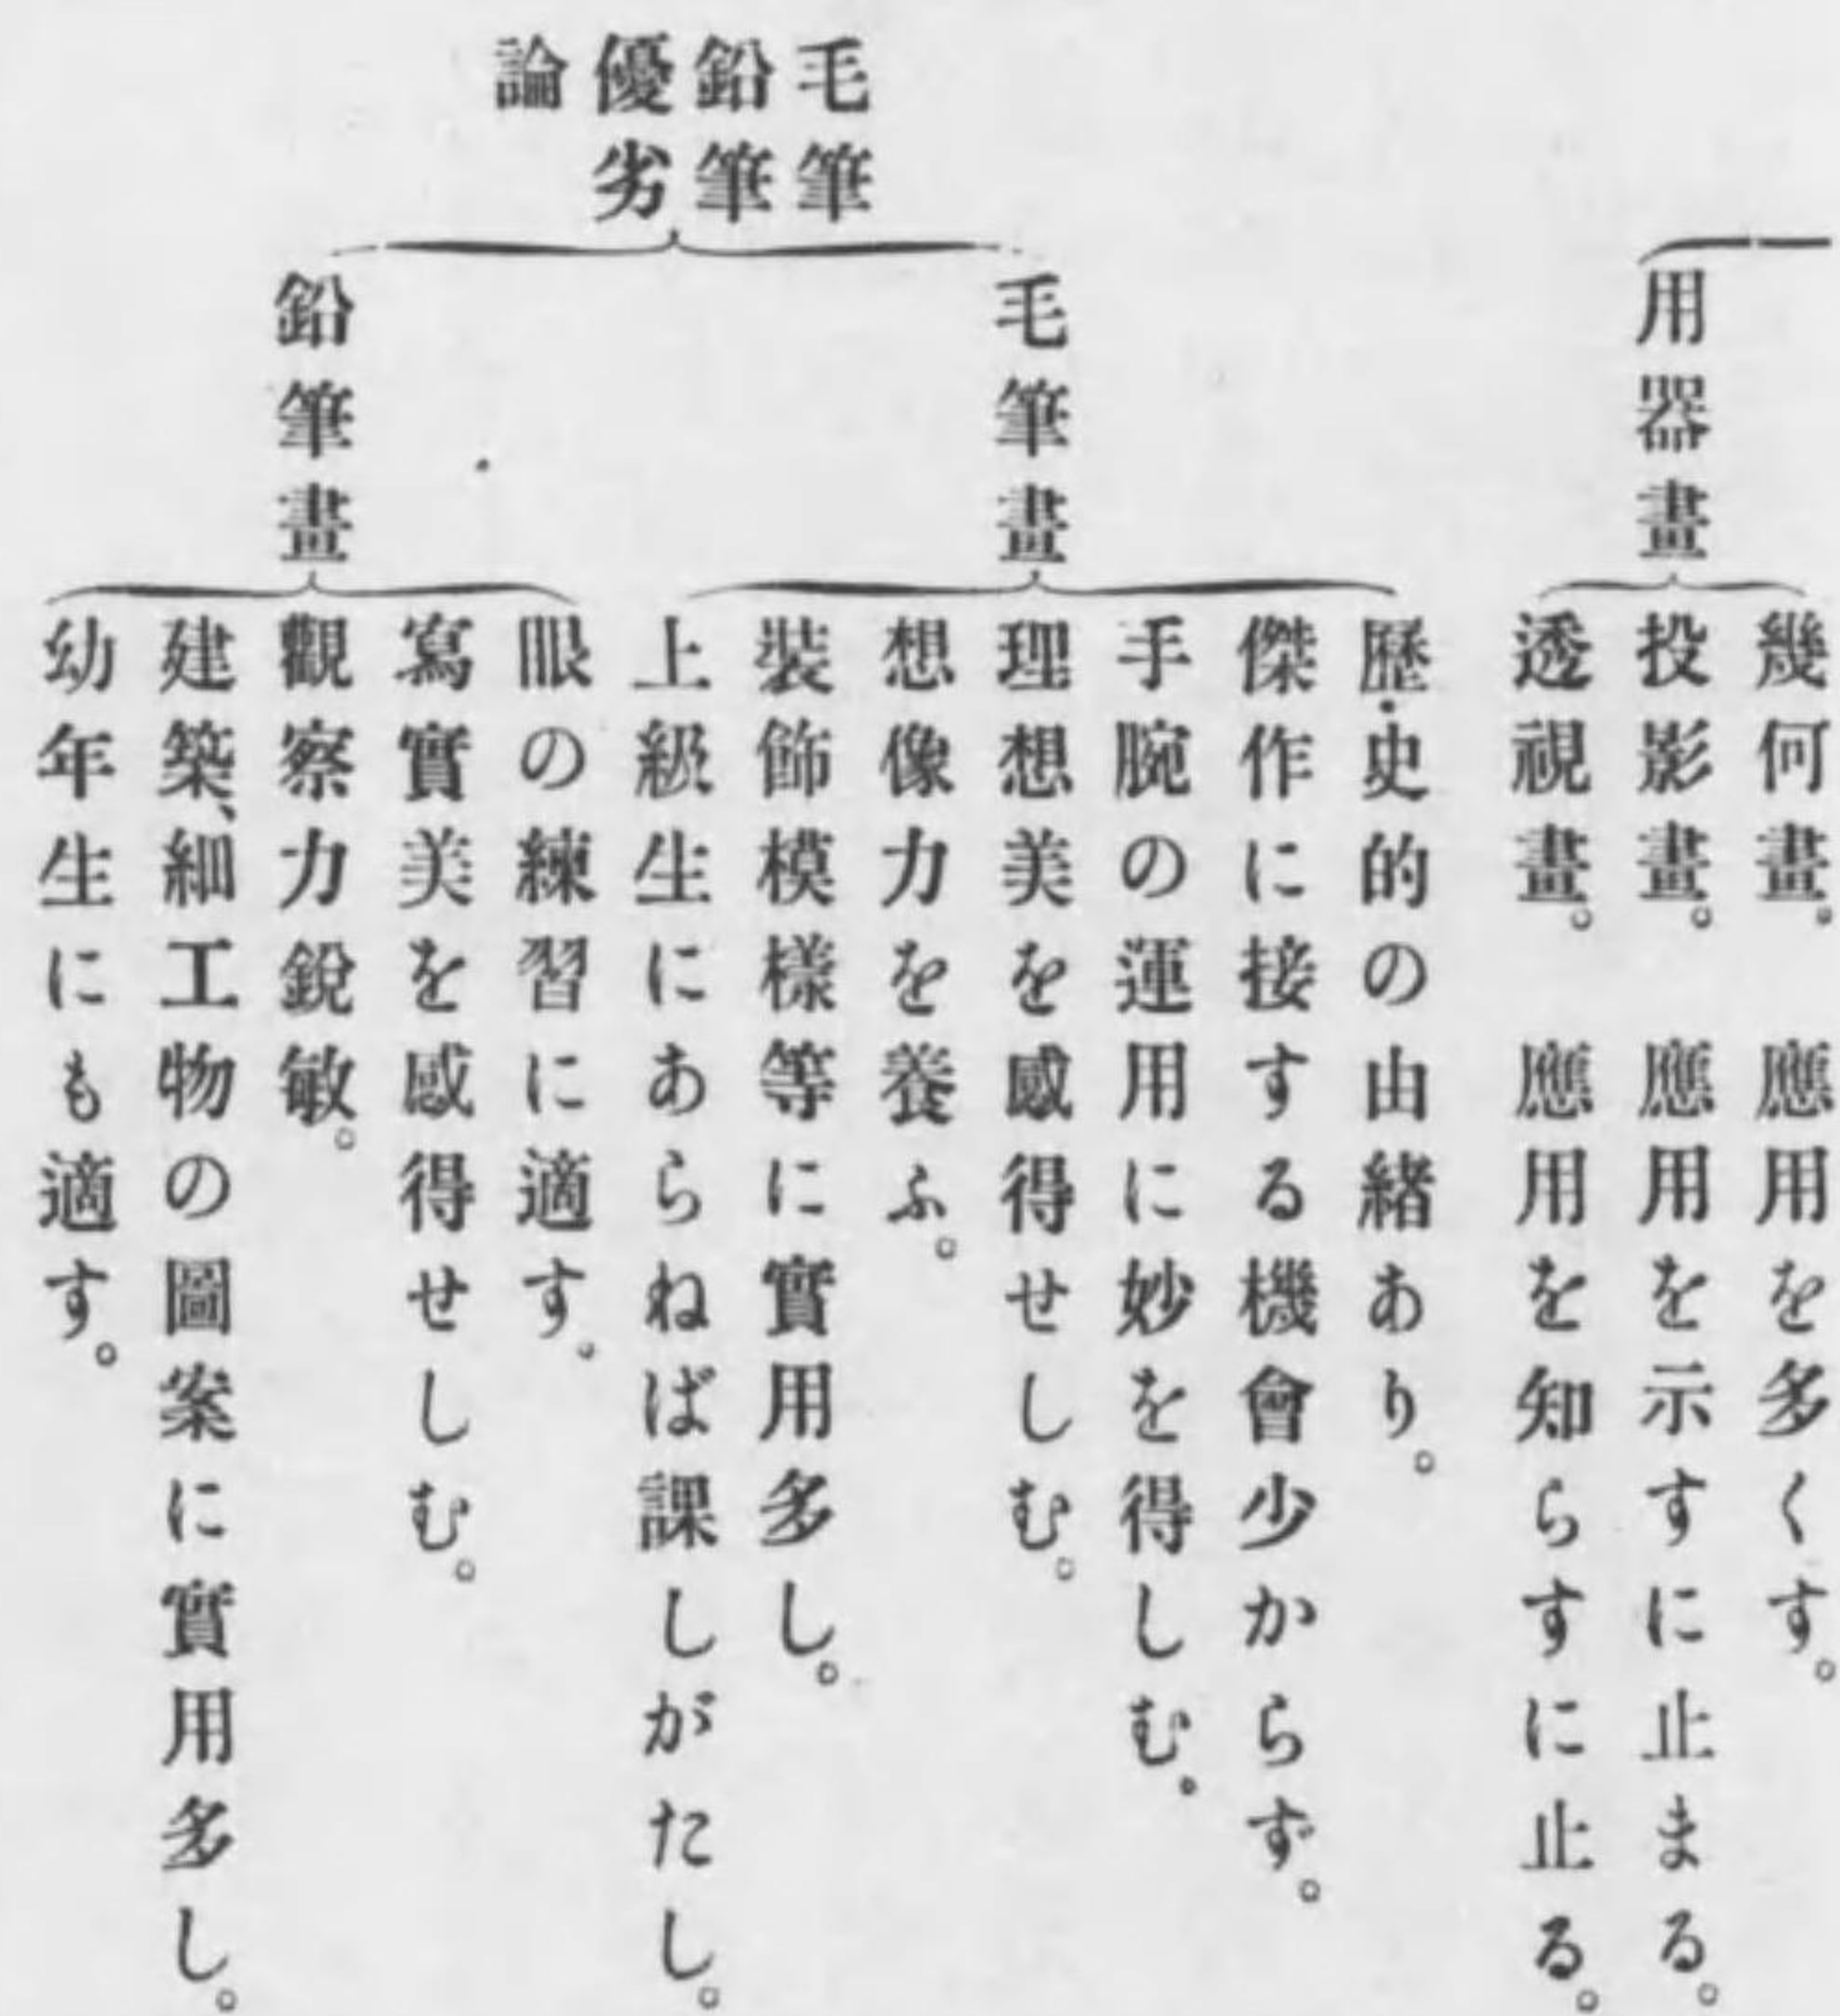 用器畫
幾何畫。 應用を多くす。
投影畫。 應用を示すに止まる。
透視畫。 應用を知らすに止る。
毛筆
鉛筆
優劣
論
毛筆畫
歷史的の由緒あり。
傑作に接する機會少からず。
手腕の運用に妙を得しむ。
理想美を感得せしむ。
想像力を養ふ。
裝飾模樣等に實用多し。
上級生にあらねば課しがたし。
鉛筆畫
眼の練習に適す。
寫實美を感得せしむ。
觀察力銳敏。
建築、細工物の圖案に實用多し。
幼年生にも適す。